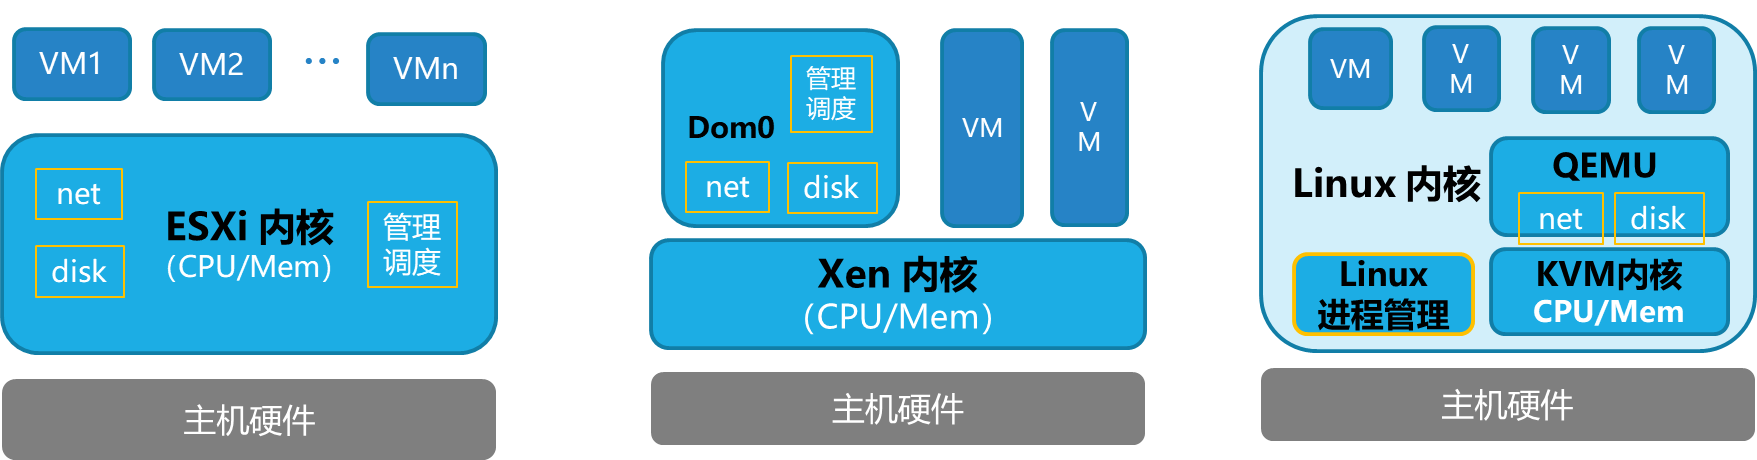 VM1
VM2
...
VMn
net
disk
ESXi 内核
（CPU/Mem）
管理
调度
主机硬件
管理
调度
Dom0
net
disk
VM
V
M
Xen 内核
（CPU/Mem）
主机硬件
VM
V
M
V
M
V
M
Linux 内核
QEMU
net
disk
Linux
进程管理
KVM内核
CPU/Mem
主机硬件